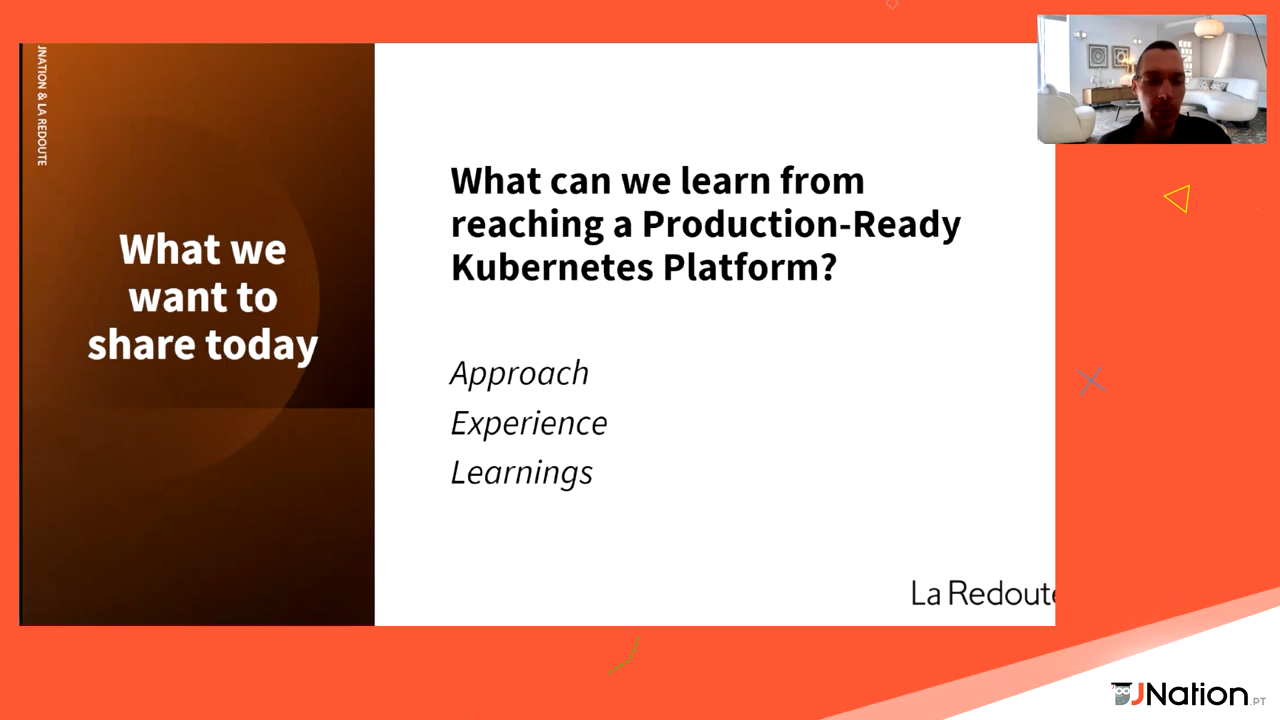 JNATION & LA REDOUTE
What we
want to
share today
What can we learn from
reaching a Production-Ready
Kubernetes Platform?
Approach
Experience
Learnings
La Redoute
JNation.PT